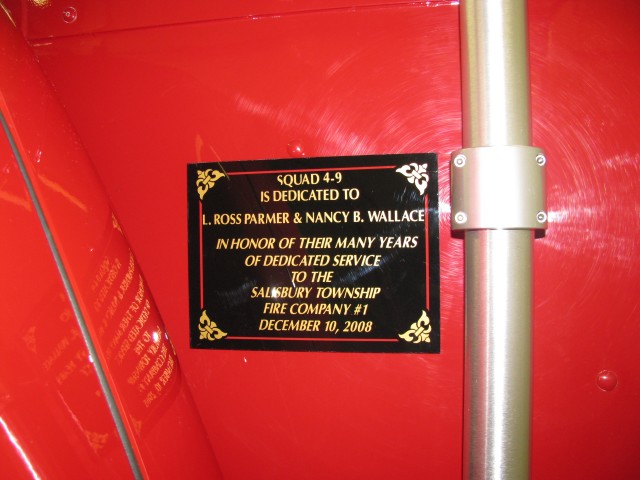 SQUAD 4-9
IS DEDICATED TO
L. ROSS PARMER & NANCY B. WALLACE
IN HONOR OF THEIR MANY YEARS
OF DEDICATED SERVICE
TO THE
SALISBURY TOWNSHIP
FIRE COMPANY #1
DECEMBER 10, 2008